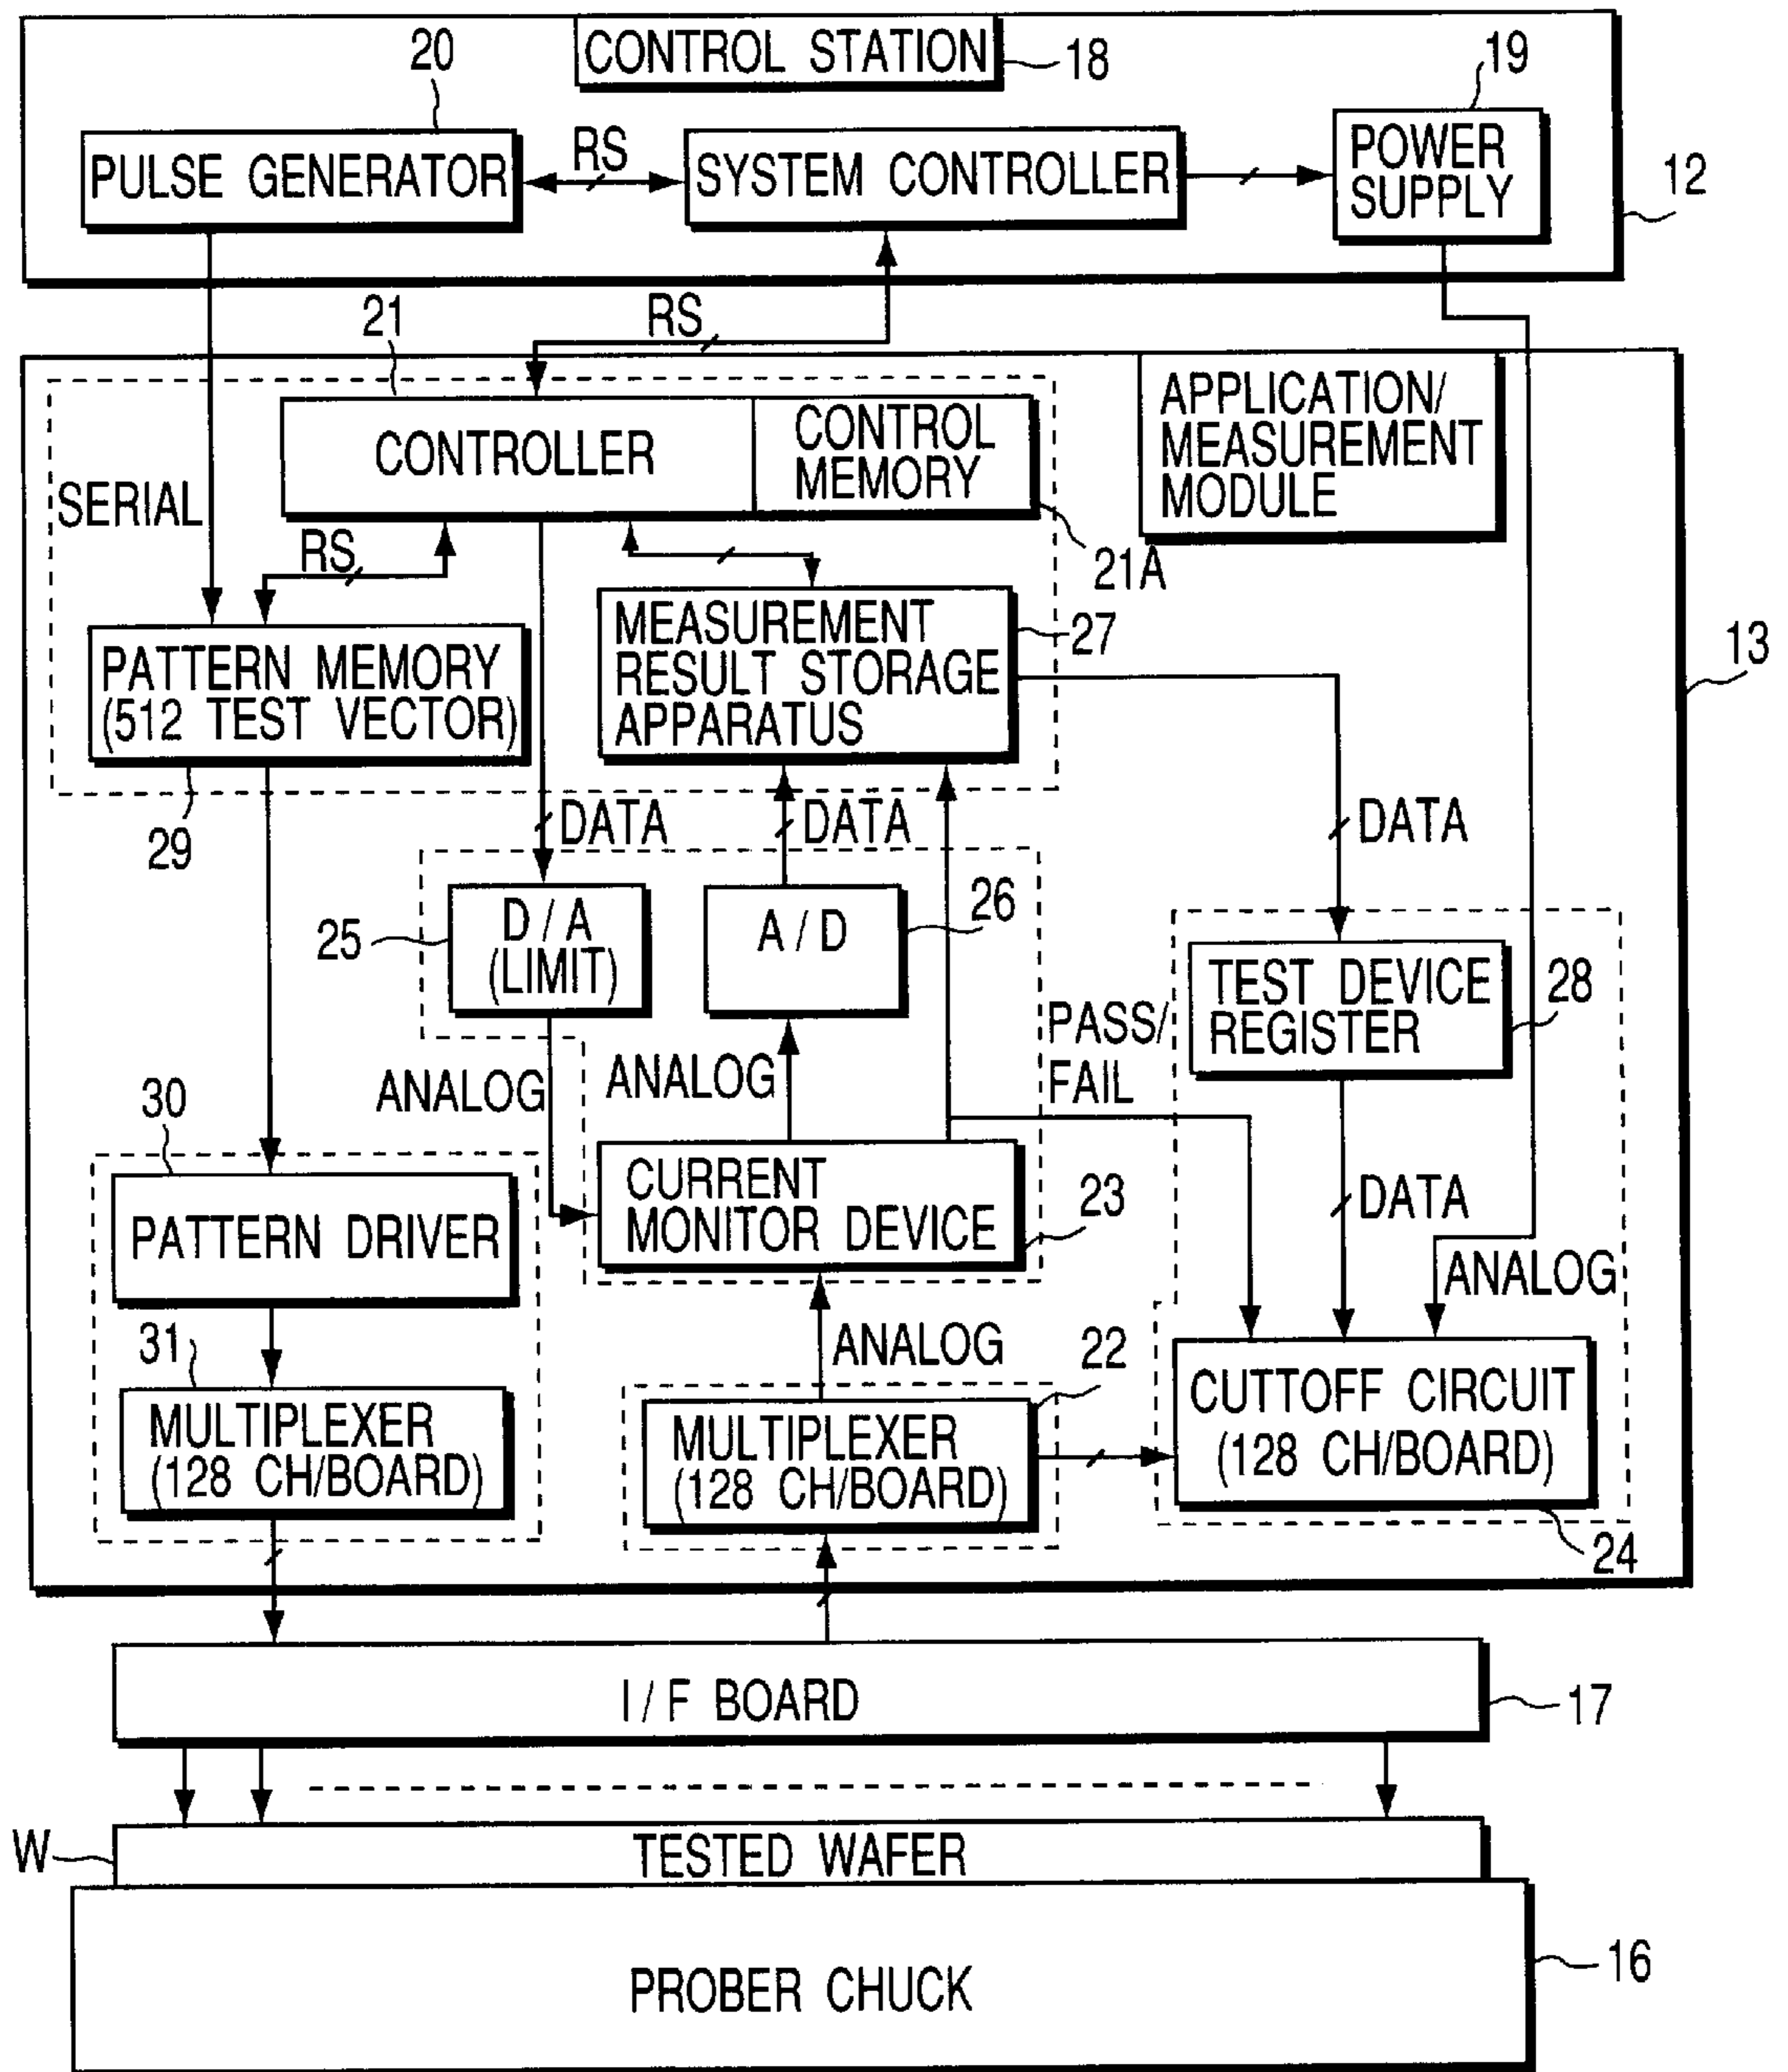 CONTROL STATION
18
20
19
PULSE GENERATOR
RS
SYSTEM CONTROLLER
POWER
SUPPLY
12
RS
21
CONTROLLER
CONTROL
MEMORY
APPLICATION/
MEASUREMENT
MODULE
SERIAL
RS
21A
PATTERN MEMORY
(512 TEST VECTOR)
MEASUREMENT
RESULT STORAGE
APPARATUS
27
13
29
DATA
DATA
DATA
25
D/A
(LIMIT)
A/D
26
TEST DEVICE
REGISTER
28
PASS/
FAIL
ANALOG
ANALOG
30
PATTERN DRIVER
CURRENT
MONITOR DEVICE
23
DATA
ANALOG
31
ANALOG
22
MULTIPLEXER
(128 CH/BOARD)
MULTIPLEXER
(128 CH/BOARD)
CUTTOFF CIRCUIT
(128 CH/BOARD)
24
I/F BOARD
17
W
TESTED WAFER
PROBER CHUCK
16